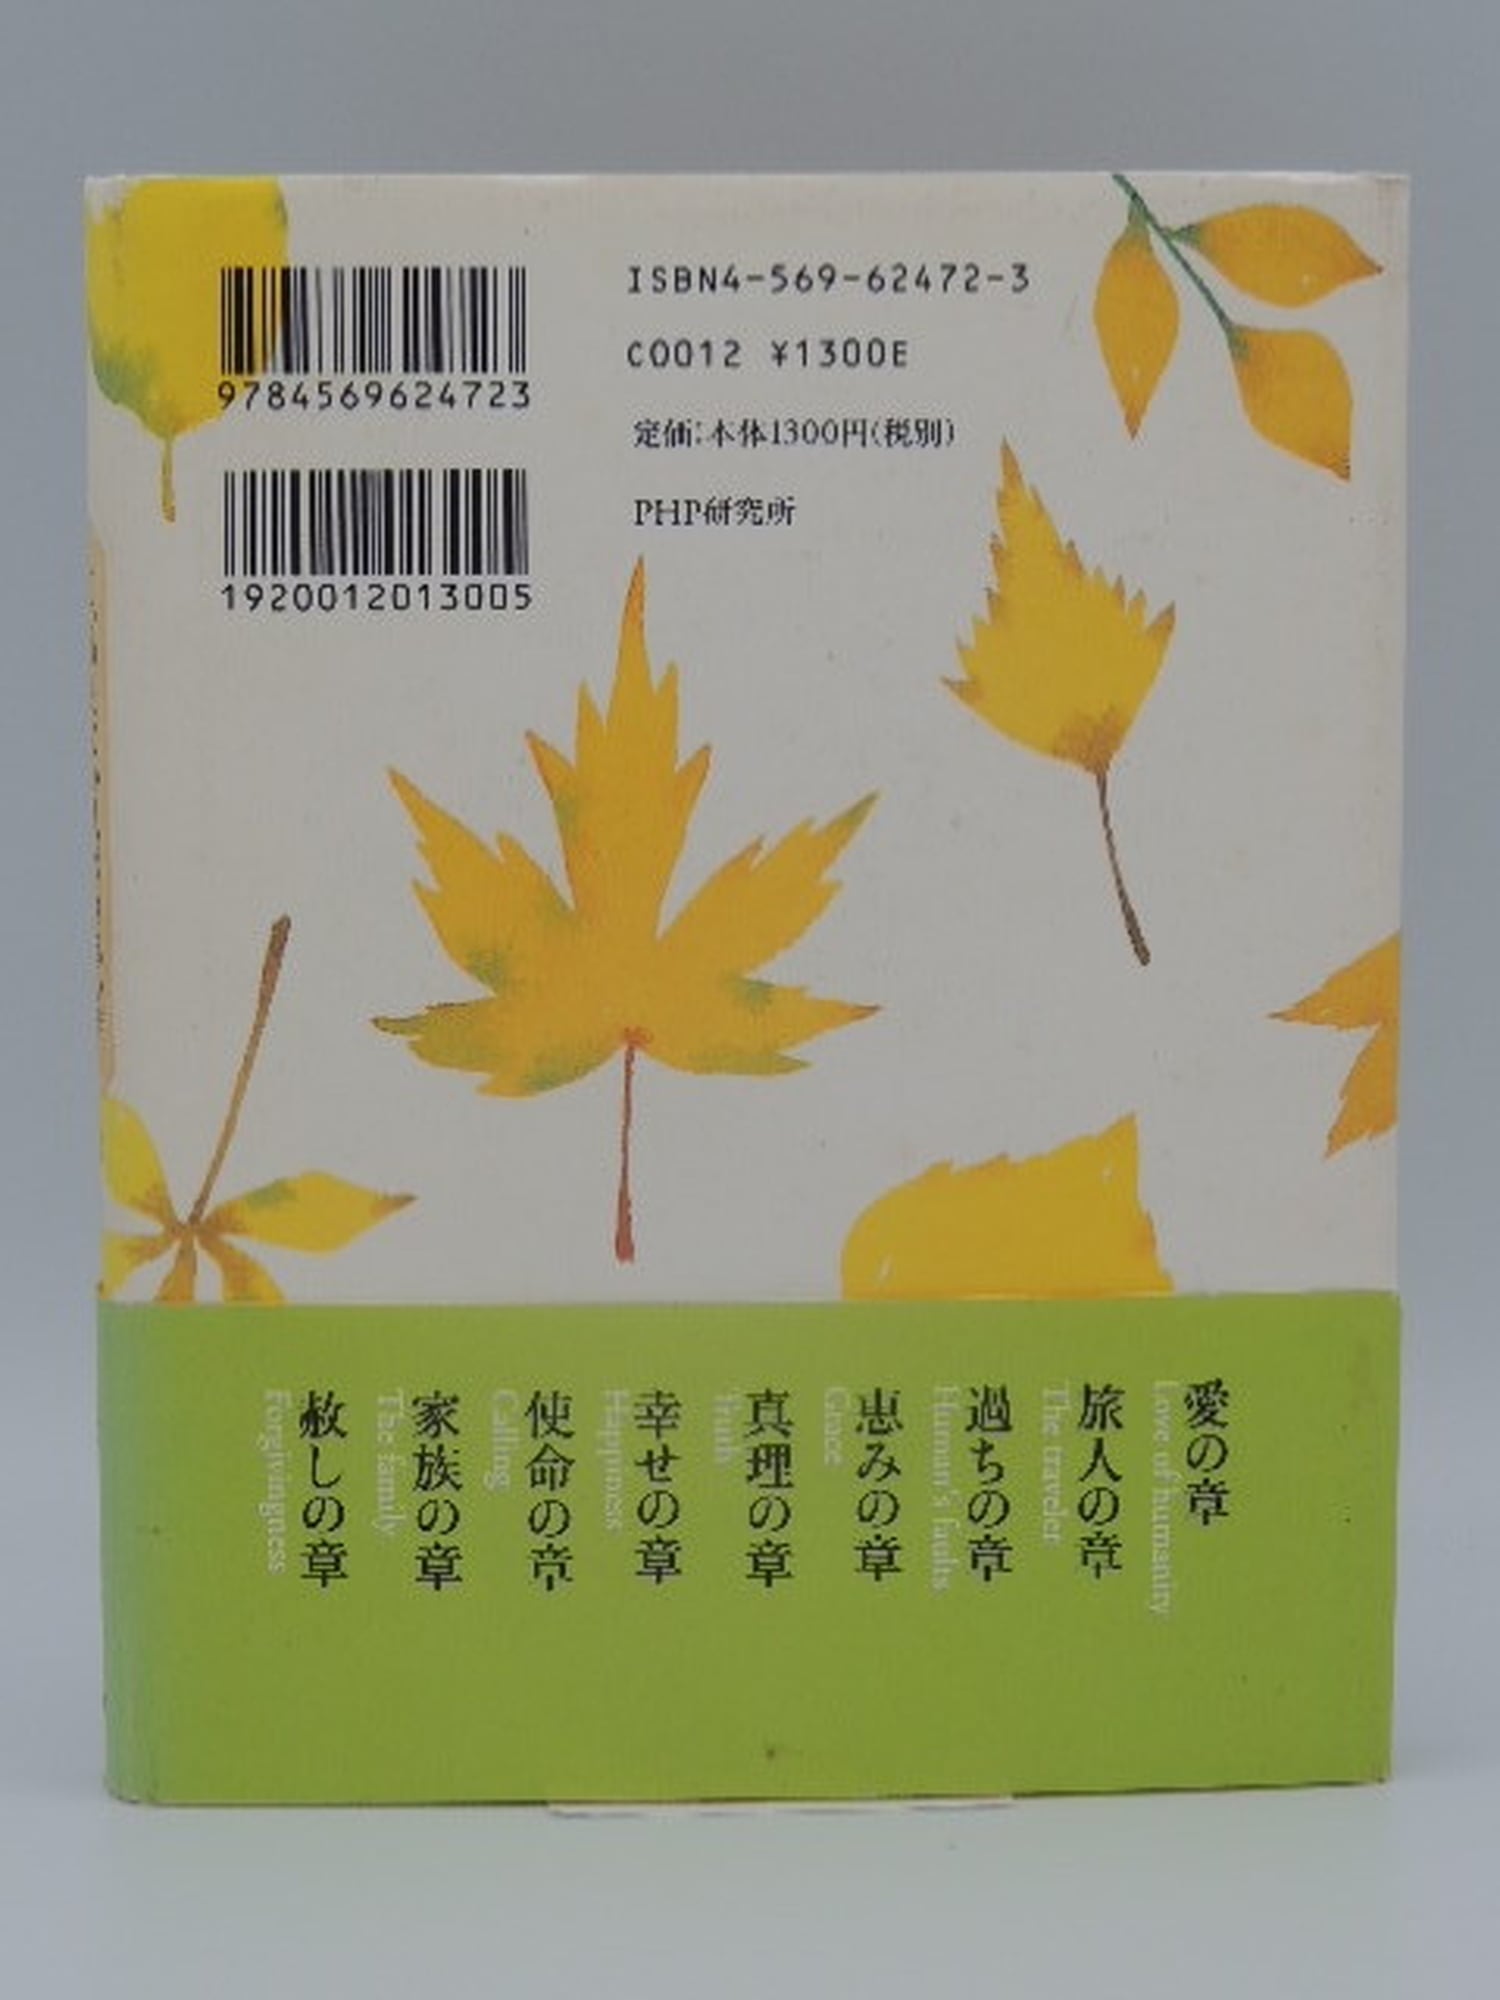 9784569624723
1920012013005
ISBN4-569-62472-3
C0012 ¥1300E
定価:本体1300円(税別)
PHP研究所
愛の章
Love of humanity
旅人の章
The traveler
過ちの章
Human's faults
恵みの章
Grace
真理の章
Truth
幸せの章
Happiness
使命の章
Calling
家族の章
The family
赦しの章
Forgivingness